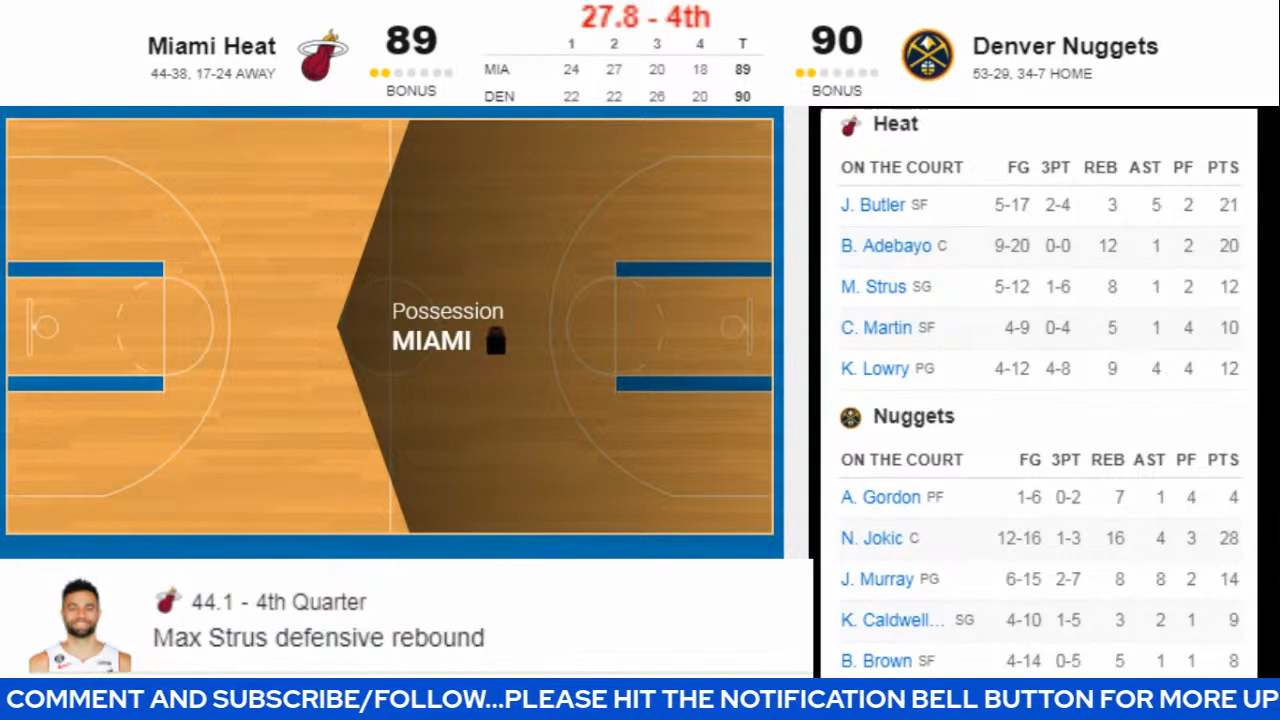 27.8 - 4th
Miami Heat
44-38, 17-24 AWAY
89
BONUS
1 2 3 4 T
MIA 24 27 20 18 89
DEN 22 22 26 20 90
90
BONUS
Denver Nuggets
53-29, 34-7 HOME
Possession
MIAMI
44.1 - 4th Quarter
Max Strus defensive rebound
Heat
ON THE COURT FG 3PT REB AST PF PTS
J. Butler SF 5-17 2-4 3 5 2 21
B. Adebayo C 9-20 0-0 12 1 2 20
M. Strus SG 5-12 1-6 8 1 2 12
C. Martin SF 4-9 0-4 5 1 4 10
K. Lowry PG 4-12 4-8 9 4 4 12
Nuggets
ON THE COURT FG 3PT REB AST PF PTS
A. Gordon PF 1-6 0-2 7 1 4 4
N. Jokic C 12-16 1-3 16 4 3 28
J. Murray PG 6-15 2-7 8 8 2 14
K. Caldwell... SG 4-10 1-5 3 2 1 9
B. Brown SF 4-14 0-5 5 1 1 8
COMMENT AND SUBSCRIBE/FOLLOW...PLEASE HIT THE NOTIFICATION BELL BUTTON FOR MORE UP